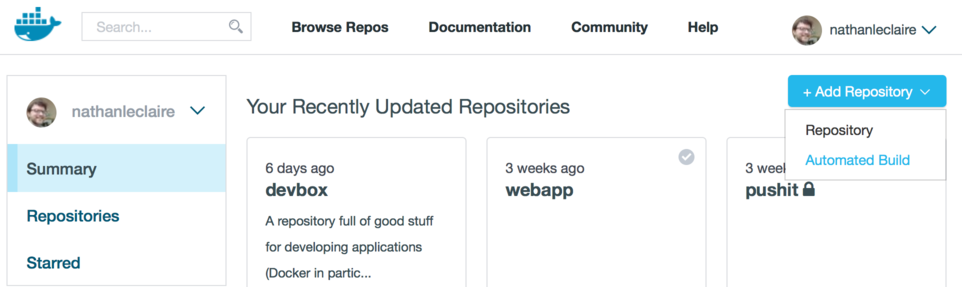 Search...
Browse Repos
Documentation
Community
Help
nathanleclaire
nathanleclaire
Summary
Repositories
Starred
Your Recently Updated Repositories
+ Add Repository
Repository
Automated Build
6 days ago
devbox
A repository full of good stuff
for developing applications
(Docker in partic...
3 weeks ago
webapp
3 wee
pushit